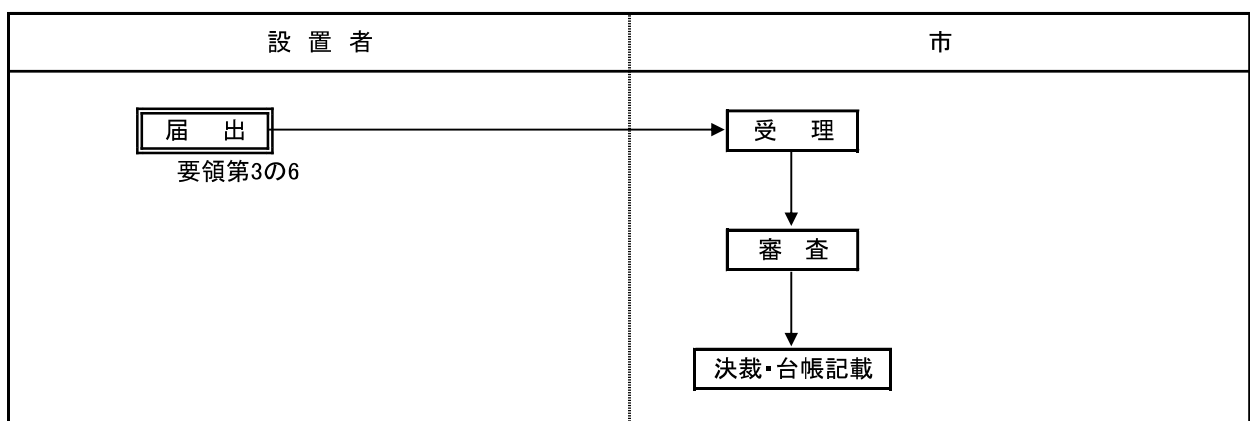 設 置 者
市
届 出
受 理
要領第3の6
審 査
決裁・台帳記載